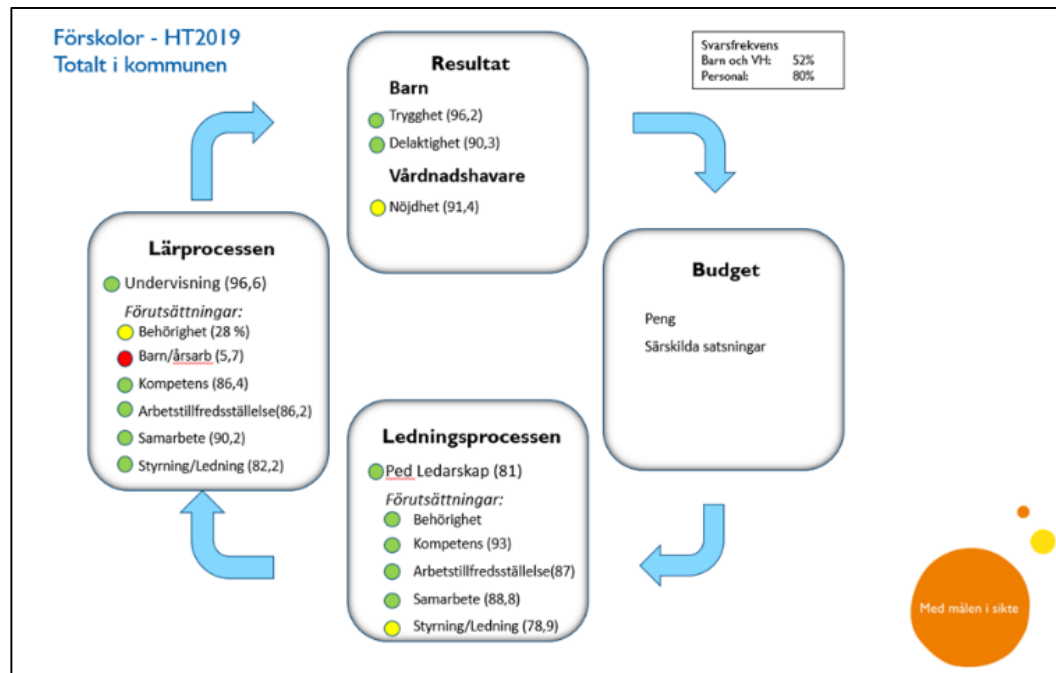 Förskolor - HT2019
Totalt i kommunen
Svarsfrekvens
Barn och VH: 52%
Personal: 80%
Resultat
Barn
Trygghet (96,2)
Delaktighet (90,3)
Vårdnadshavare
Nöjdhet (91,4)
Lärprocessen
Undervisning (96,6)
Förutsättningar:
Behörighet (28 %)
Barn/årsarb (5,7)
Kompetens (86,4)
Arbetstillfredsställelse(86,2)
Samarbete (90,2)
Styrning/Ledning (82,2)
Budget
Peng
Särskilda satsningar
Ledningsprocessen
Ped Ledarskap (81)
Förutsättningar:
Behörighet
Kompetens (93)
Arbetstillfredsställelse(87)
Samarbete (88,8)
Styrning/Ledning (78,9)
Med målen i sikte